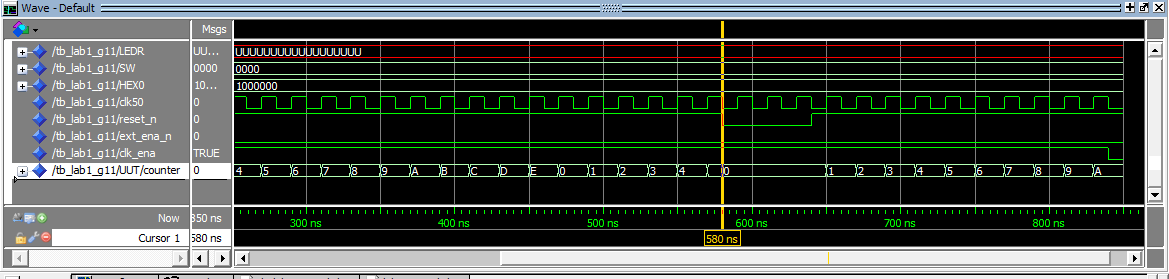 Wave - Default
Msgs
/tb_lab1_g11/LEDR UU... UUUUUUUUUUUUUUUUUU
/tb_lab1_g11/SW 0000 0000
/tb_lab1_g11/HEX0 10... 1000000
/tb_lab1_g11/clk50 0
/tb_lab1_g11/reset_n 0
/tb_lab1_g11/ext_ena_n 0
/tb_lab1_g11/clk_ena TRUE
/tb_lab1_g11/UUT/counter 0 4 5 6 7 8 9 A B C D E 0 1 2 3 4 0 1 2 3 4 5 6 7 8 9 A
Now 350 ns 300 ns 400 ns 500 ns 600 ns 700 ns 800 ns
Cursor 1 580 ns 580 ns